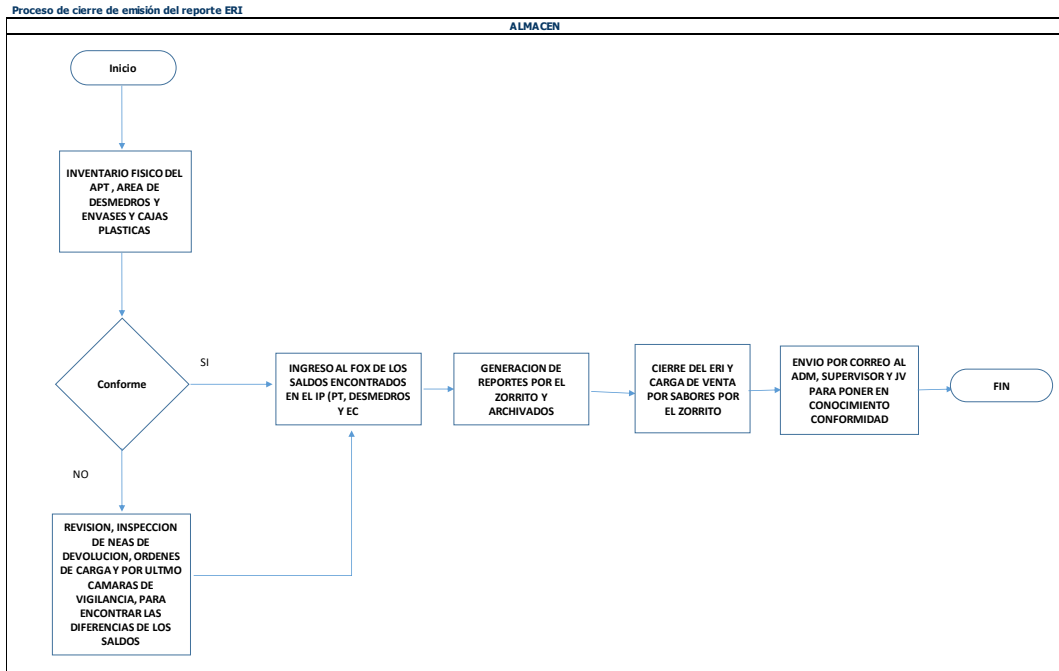 Proceso de cierre de emisión del reporte ERI
ALMACEN
Inicio
INVENTARIO FISICO DEL
APT , AREA DE
DESMEDROS Y
ENVASES Y CAJAS
PLASTICAS
Conforme
SI
INGRESO AL FOX DE LOS
SALDOS ENCONTRADOS
EN EL IP (PT, DESMEDROS
Y EC
GENERACION DE
REPORTES POR EL
ZORRITO Y
ARCHIVADOS
CIERRE DEL ERI Y
CARGA DE VENTA
POR SABORES POR
EL ZORRITO
ENVIO POR CORREO AL
ADM, SUPERVISOR Y JV
PARA PONER EN
CONOCIMIENTO
CONFORMIDAD
FIN
NO
REVISION, INSPECCION
DE NEAS DE
DEVOLUCION, ORDENES
DE CARGA Y POR ULTMO
CAMARAS DE
VIGILANCIA, PARA
ENCONTRAR LAS
DIFERENCIAS DE LOS
SALDOS